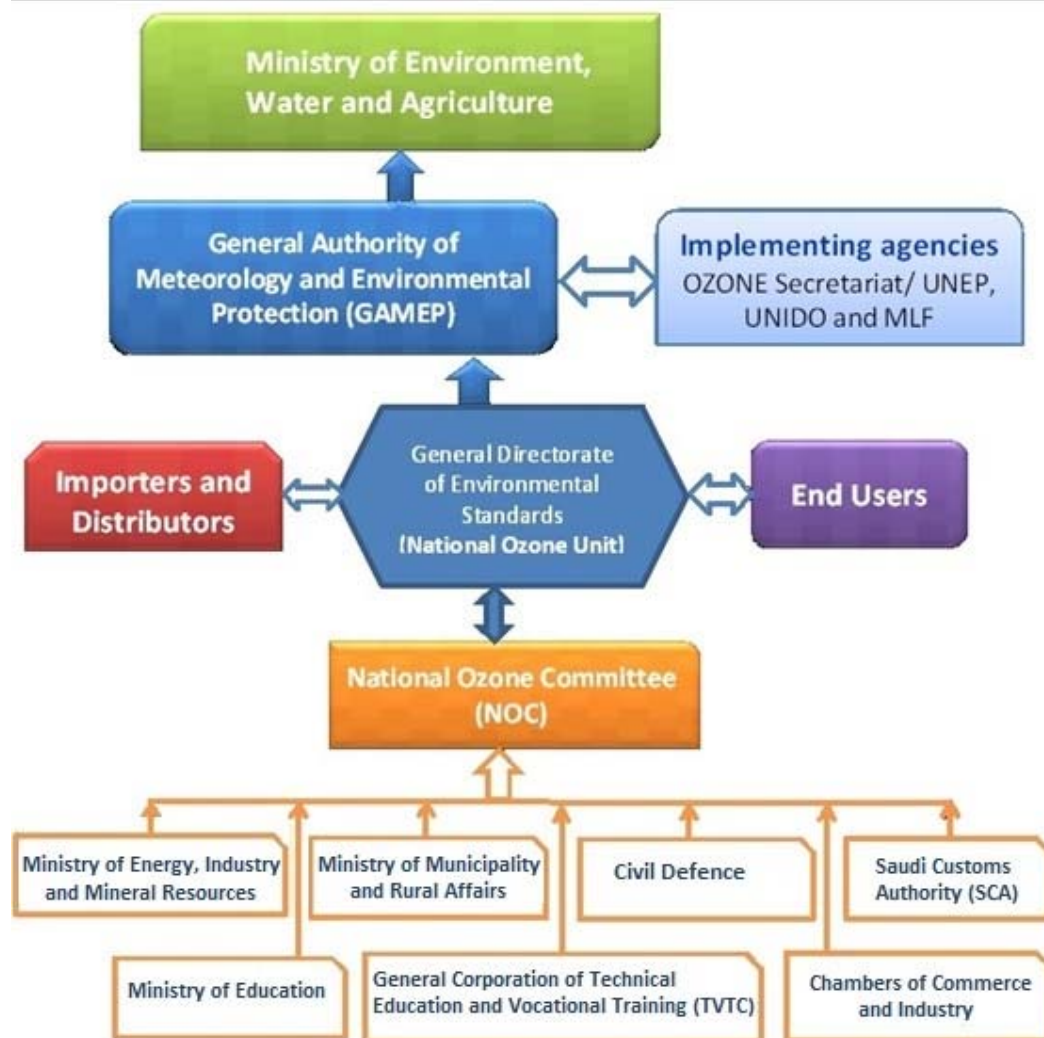 Ministry of Environment,
Water and Agriculture
General Authority of
Meteorology and Environmental
Protection (GAMEP)
Implementing agencies
OZONE Secretariat/ UNEP,
UNIDO and MLF
Importers and
Distributors
General Directorate
of Environmental
Standards
(National Ozone Unit)
End Users
National Ozone Committee
(NOC)
Ministry of Energy, Industry
and Mineral Resources
Ministry of Municipality
and Rural Affairs
Civil Defence
Saudi Customs
Authority (SCA)
Ministry of Education
General Corporation of Technical
Education and Vocational Training (TVTC)
Chambers of Commerce
and Industry